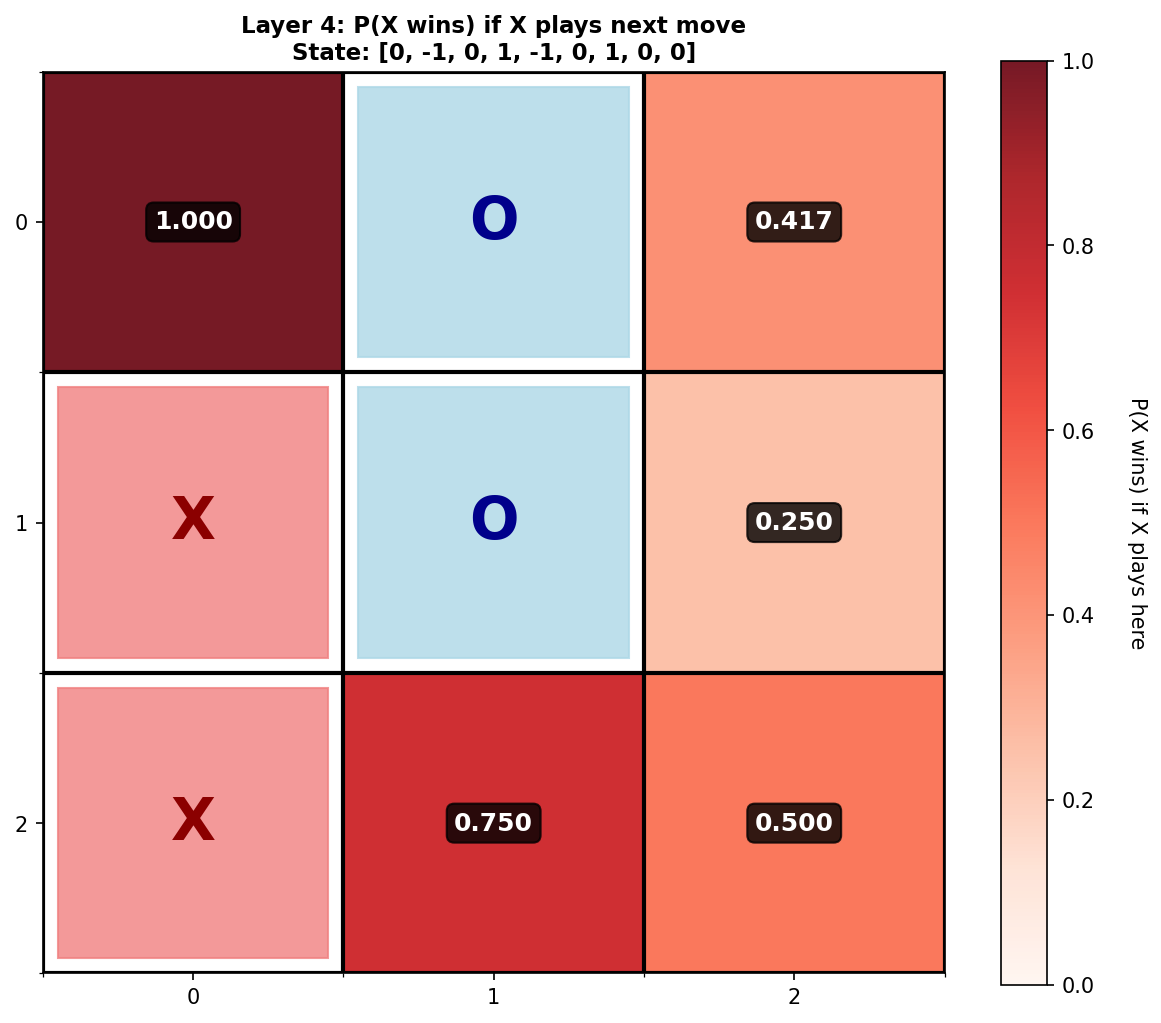 Layer 4: P(X wins) if X plays next move
State: [0, -1, 0, 1, -1, 0, 1, 0, 0]
1.0
0
1.000
O
0.417
0.8
0.6
1
X
O
0.250
P(X wins) if X plays here
0.4
0.2
2
X
0.750
0.500
0.0
0
1
2